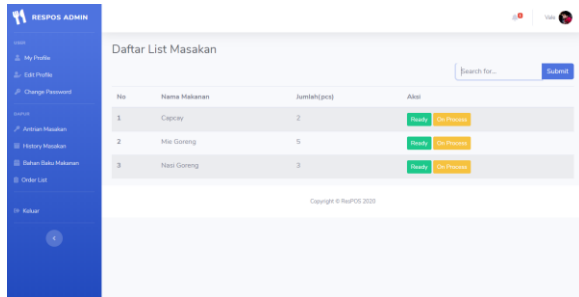 RESPOS ADMIN
USER
My Profile
Edit Profile
Change Password
DAPUR
Antrian Masakan
History Masakan
Bahan Baku Makanan
Order List
Keluar
Yuliu
Daftar List Masakan
Search for...
Submit
No Nama Makanan Jumlah(pcs) Aksi
1 Capcay 2 Ready On Process
2 Mie Goreng 5 Ready On Process
3 Nasi Goreng 3 Ready On Process
Copyright © ResPOS 2020